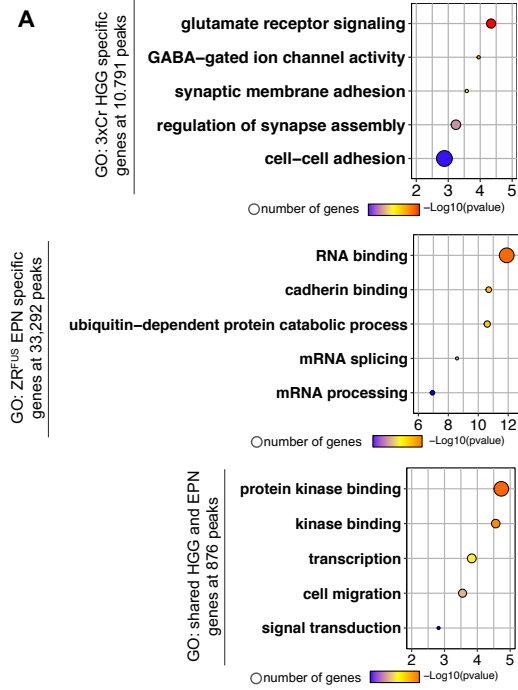 A
GO: 3xCr HGG specific
genes at 10.791 peaks
glutamate receptor signaling
GABA−gated ion channel activity
synaptic membrane adhesion
regulation of synapse assembly
cell−cell adhesion
2 3 4 5
number of genes −Log10(pvalue)
GO: ZRFUS EPN specific
genes at 33,292 peaks
RNA binding
cadherin binding
ubiquitin−dependent protein catabolic process
mRNA splicing
mRNA processing
6 8 10 12
number of genes −Log10(pvalue)
GO: shared HGG and EPN
genes at 876 peaks
protein kinase binding
kinase binding
transcription
cell migration
signal transduction
2 3 4 5
number of genes −Log10(pvalue)